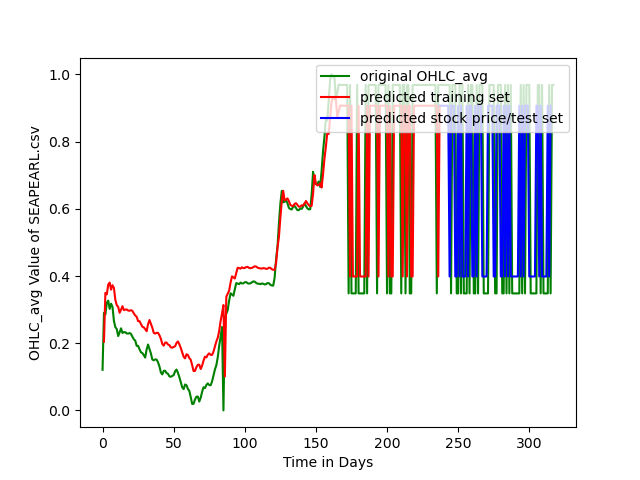 original OHLC_avg
predicted training set
predicted stock price/test set
OHLC_avg Value of SEAPEARL.csv
1.0
0.8
0.6
0.4
0.2
0.0
0 50 100 150 200 250 300
Time in Days